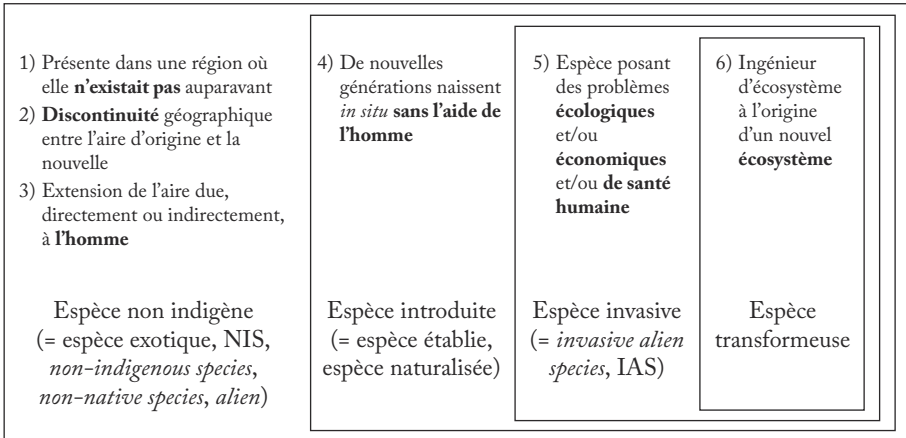 1) Présente dans une région où
elle n'existait pas auparavant
2) Discontinuité géographique
entre l'aire d'origine et la
nouvelle
3) Extension de l'aire due,
directement ou indirectement,
à l'homme
Espèce non indigène
(= espèce exotique, NIS,
non-indigenous species,
non-native species, alien)
4) De nouvelles
générations naissent
in situ sans l'aide de
l'homme
Espèce introduite
(= espèce établie,
espèce naturalisée)
5) Espèce posant
des problèmes
écologiques
et/ou
économiques
et/ou de santé
humaine
Espèce invasive
(= invasive alien
species, IAS)
6) Ingénieur
d'écosystème
à l'origine
d'un nouvel
écosystème
Espèce
transformeuse